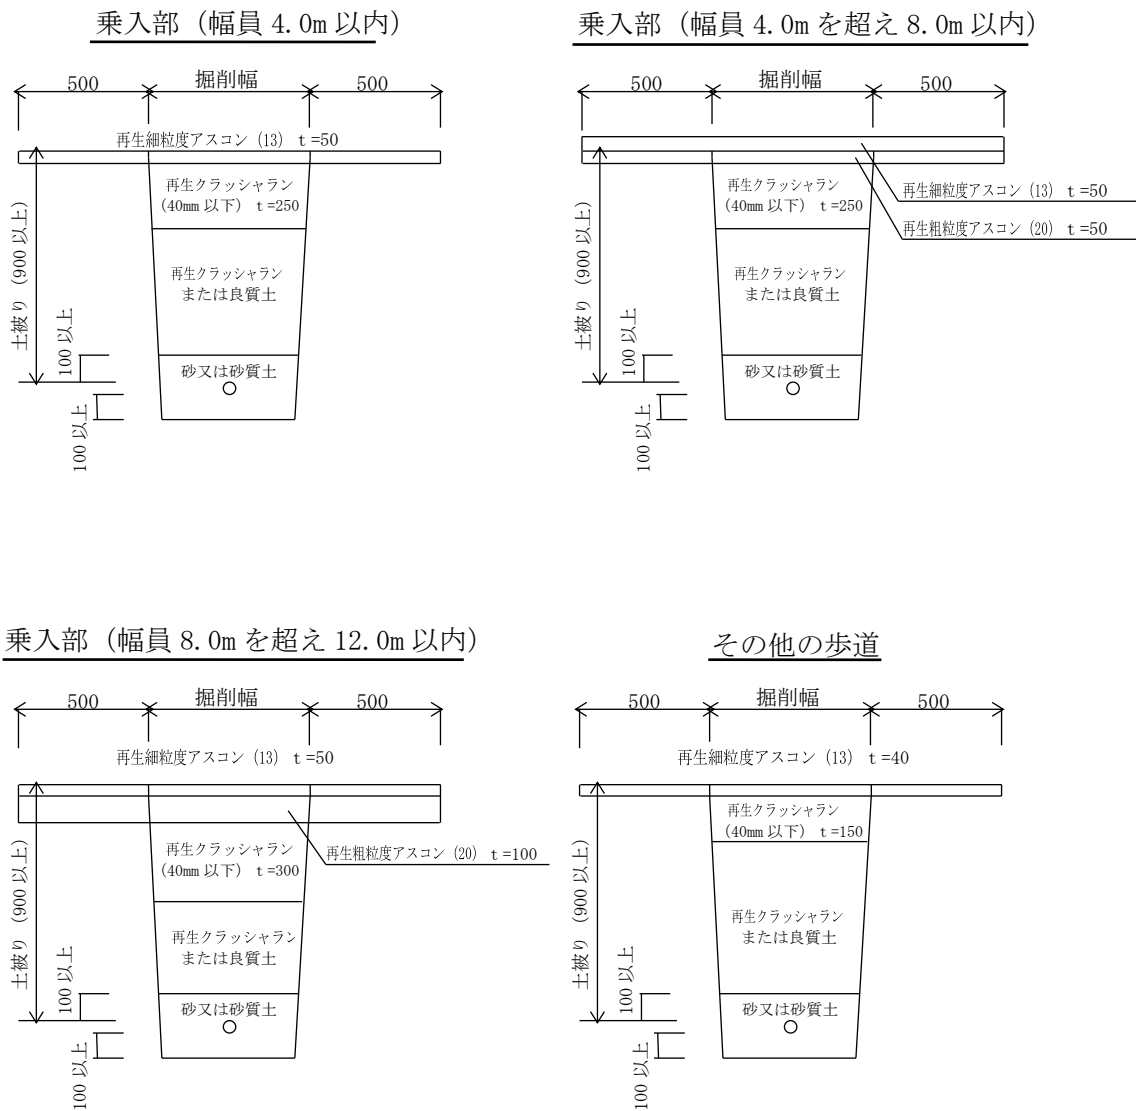 乗入部（幅員 4.0m 以内）
500
掘削幅
500
再生細粒度アスコン（13） t =50
再生クラッシャラン
（40mm 以下） t =250
再生クラッシャラン
または良質土
砂又は砂質土
土被り（900 以上）
100 以上
100 以上
乗入部（幅員 4.0m を超え 8.0m 以内）
500
掘削幅
500
再生クラッシャラン
（40mm 以下） t =250
再生細粒度アスコン（13） t =50
再生粗粒度アスコン（20） t =50
再生クラッシャラン
または良質土
砂又は砂質土
土被り（900 以上）
100 以上
100 以上
乗入部（幅員 8.0m を超え 12.0m 以内）
500
掘削幅
500
再生細粒度アスコン（13） t =50
再生クラッシャラン
（40mm 以下） t =300
再生粗粒度アスコン（20） t =100
再生クラッシャラン
または良質土
砂又は砂質土
土被り（900 以上）
100 以上
100 以上
その他の歩道
500
掘削幅
500
再生細粒度アスコン（13） t =40
再生クラッシャラン
（40mm 以下） t =150
再生クラッシャラン
または良質土
砂又は砂質土
土被り（900 以上）
100 以上
100 以上